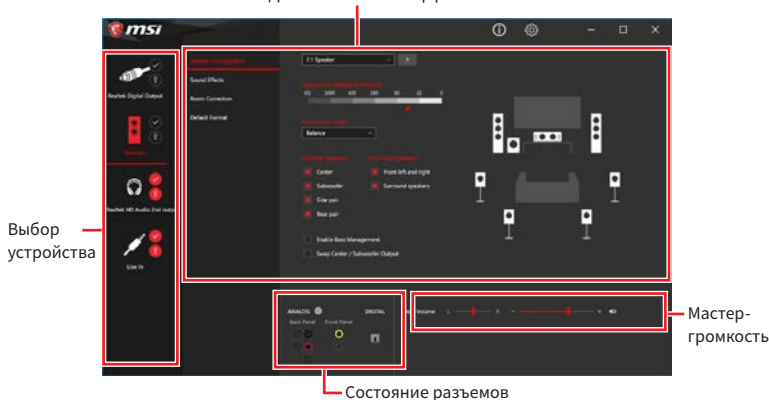 msi
Realtek Digital Output
Speakers
Realtek HD Audio 2nd output
Line In
Speaker Configuration
Sound Effects
Room Correction
Default Format
7.1 Speaker
Balance
Center
Subwoofer
Side pair
Rear pair
Front left and right
Surround speakers
Enable Bass Management
Swap Center / Subwoofer Output
ANALOG
DIGITAL
Back Panel
Front Panel
Volume
L
R
Выбор
устройства
Мастер-
громкость
Состояние разъемов